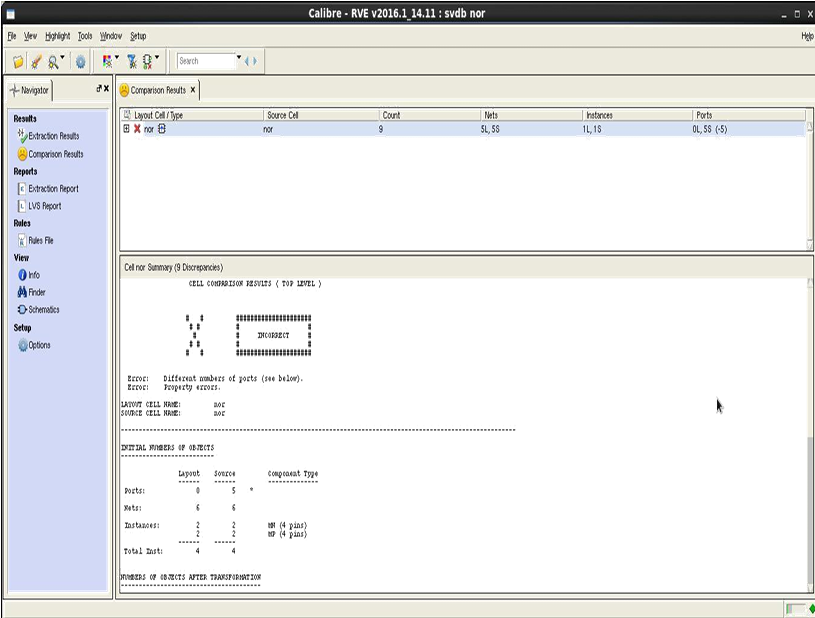 Calibre - RVE v2016.1_14.11 : svdb nor
File View Highlight Tools Window Setup Help
Search
Navigator
Comparison Results
Results
Extraction Results
Comparison Results
Reports
Extraction Report
LVS Report
Rules
Rules File
View
Info
Finder
Schematics
Setup
Options
Layout Cell / Type Source Cell Count Nets Instances Ports
nor nor 9 5L, 5S 1L, 1S 0L, 5S (-5)
Cell nor Summary (9 Discrepancies)
CELL COMPARISON RESULTS ( TOP LEVEL )
# # #####################
# # # #
# # INCORRECT #
# # # #
# # #####################
Error: Different numbers of ports (see below).
Error: Property errors.
LAYOUT CELL NAME: nor
SOURCE CELL NAME: nor
--------------------------------------------------------------------------------
INITIAL NUMBERS OF OBJECTS
--------------------------
Layout Source Component Type
------ ------ --------------
Ports: 0 5 *
Nets: 6 6
Instances: 2 2 MN (4 pins)
2 2 MP (4 pins)
------ ------
Total Inst: 4 4
NUMBERS OF OBJECTS AFTER TRANSFORMATION
---------------------------------------